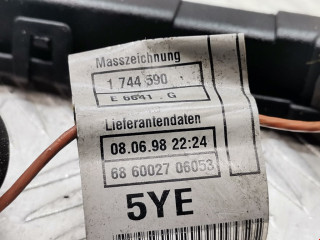 Masszeichnung
1 744 590
E 6641 . G
Lieferantendaten
08.06.98 22:24
68 60027 06053
5YE